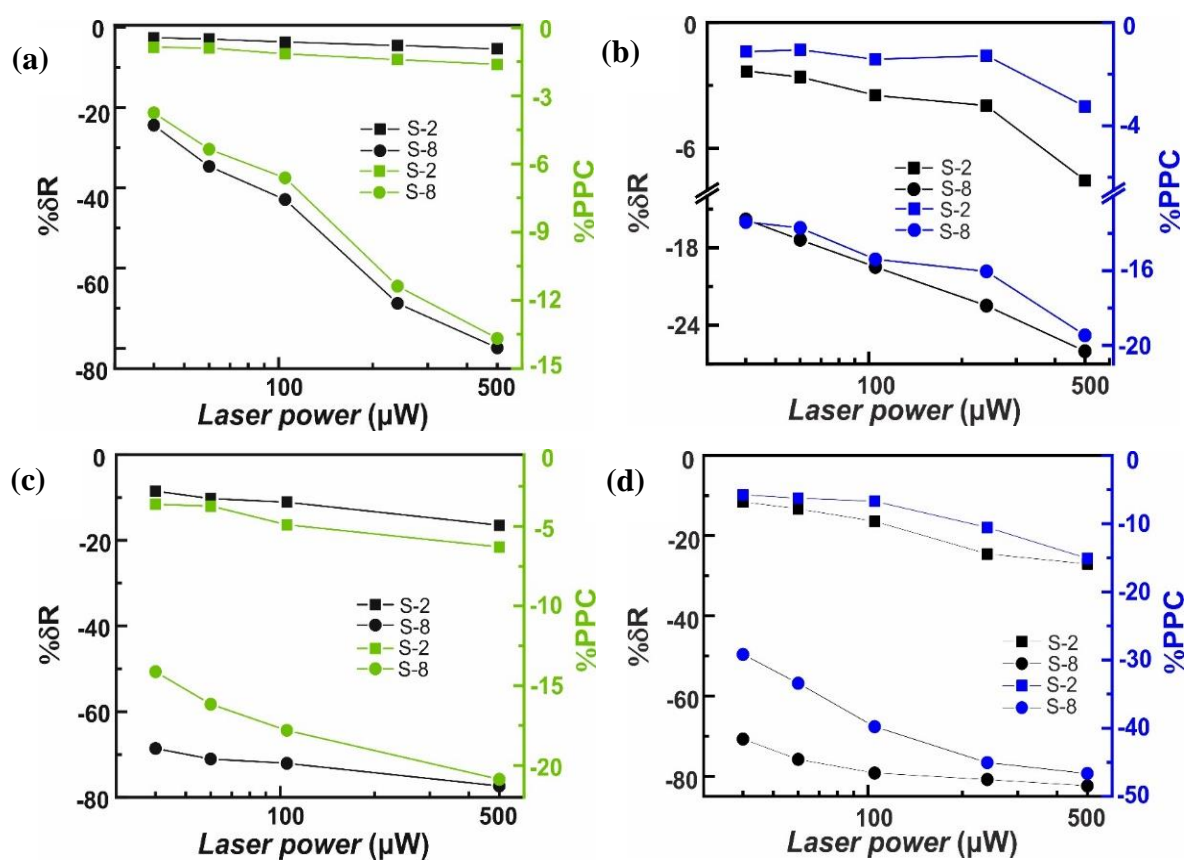 (a)
0
-20
-40
-60
-80
%δR
S-2
S-8
S-2
S-8
0
-3
-6
-9
-12
-15
%PPC
100
500
Laser power (µW)
(b)
0
-6
-18
-24
%δR
S-2
S-8
S-2
S-8
0
-4
-16
-20
%PPC
100
500
Laser power (µW)
(c)
0
-20
-40
-60
-80
%δR
S-2
S-8
S-2
S-8
0
-5
-10
-15
-20
%PPC
100
500
Laser power (µW)
(d)
0
-20
-40
-60
-80
%δR
S-2
S-8
S-2
S-8
0
-10
-20
-30
-40
-50
%PPC
100
500
Laser power (µW)